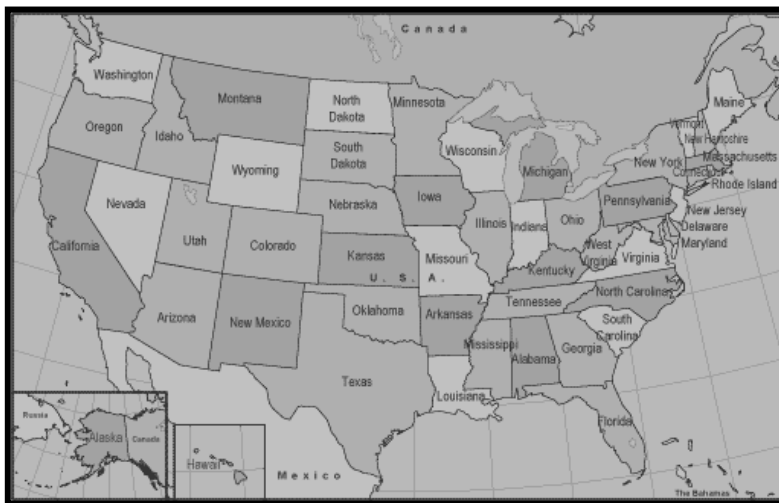 Canada
Washington
Montana
North
Dakota
Minnesota
Maine
Oregon
Idaho
Wisconsin
Vermont
New Hampshire
South
Dakota
Michigan
New York
Massachusetts
Wyoming
Connecticut
Rhode Island
Iowa
Pennsylvania
Nevada
Nebraska
Illinois
Indiana
Ohio
New Jersey
Delaware
Maryland
California
Utah
Colorado
Kansas
Missouri
West
Virginia
Virginia
U. S. A.
Kentucky
Tennessee
North Carolina
Arizona
New Mexico
Oklahoma
Arkansas
South
Carolina
Mississippi
Alabama
Georgia
Texas
Louisiana
Florida
Russia
Alaska
Canada
Hawaii
Mexico
The Bahamas